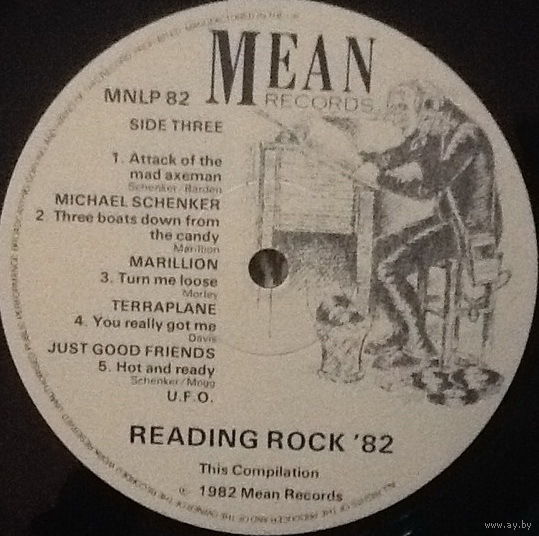 MEAN
RECORDS
MNLP 82
SIDE THREE
1. Attack of the
mad axeman
Schenker/Barden
MICHAEL SCHENKER
2 Three boats down from
the candy
Marillion
MARILLION
3. Turn me loose
Morley
TERRAPLANE
4. You really got me
Davis
JUST GOOD FRIENDS
5. Hot and ready
Schenker/Mogg
U.F.O.
READING ROCK '82
This Compilation
℗ 1982 Mean Records
www.ay.by